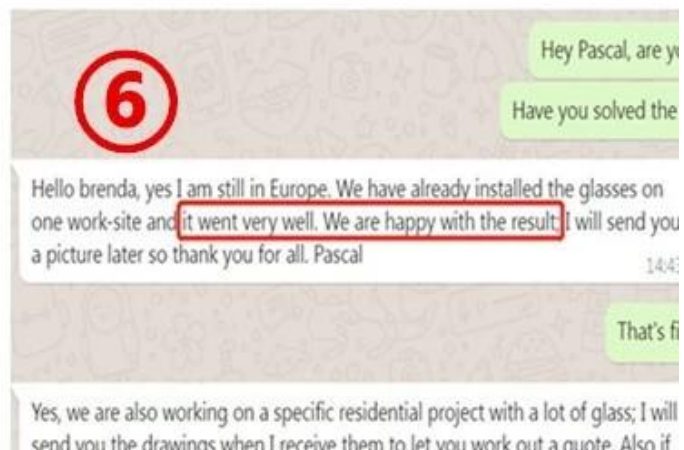 6
Hey Pascal, are
Have you solved the
Hello brenda, yes I am still in Europe. We have already installed the glasses on
one work-site and it went very well. We are happy with the result; I will send you
a picture later so thank you for all. Pascal
14:43
That's
Yes, we are also working on a specific residential project with a lot of glass; I will
send you the drawings when I receive them to let you work out a quote. Also if